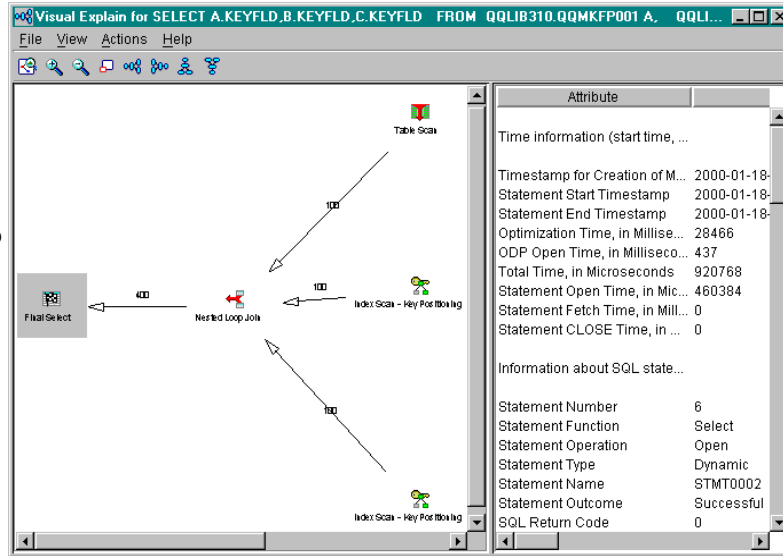 Visual Explain for SELECT A.KEYFLD,B.KEYFLD,C.KEYFLD FROM QQLIB310.QQMKFP001 A, QQLI...
File View Actions Help
Table Scan
100
400
100
Final Select
Nested Loop Join
Index Scan - Key Positioning
100
Index Scan - Key Positioning
Attribute
Time information (start time, ...
Timestamp for Creation of M... 2000-01-18-
Statement Start Timestamp 2000-01-18-
Statement End Timestamp 2000-01-18-
Optimization Time, in Millise... 28466
ODP Open Time, in Milliseco... 437
Total Time, in Microseconds 920768
Statement Open Time, in Mic... 460384
Statement Fetch Time, in Mill... 0
Statement CLOSE Time, in ... 0
Information about SQL state...
Statement Number 6
Statement Function Select
Statement Operation Open
Statement Type Dynamic
Statement Name STMT0002
Statement Outcome Successful
SQL Return Code 0